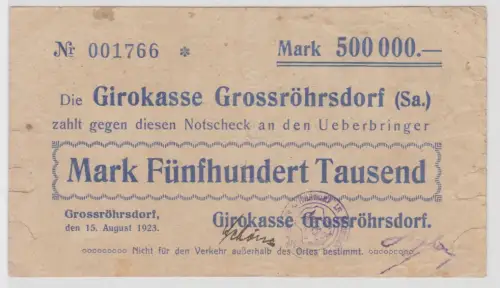 № 001766 *
Mark 500 000.—
Die Girokasse Grossröhrsdorf (Sa.)
zahlt gegen diesen Notscheck an den Ueberbringer
Mark Fünfhundert Tausend
Grossröhrsdorf,
den 15. August 1923.
Girokasse Grossröhrsdorf.
Nicht für den Verkehr außerhalb des Ortes bestimmt.